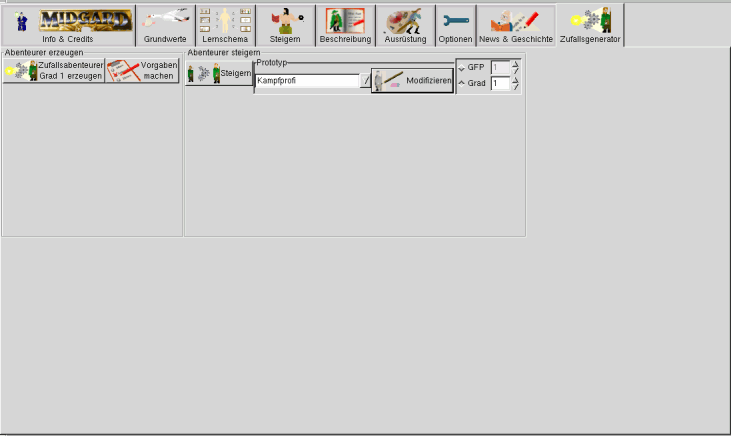 MIDGARD
Info & Credits
Grundwerte
Lernschema
Steigern
Beschreibung
Ausrüstung
Optionen
News & Geschichte
Zufallsgenerator
Abenteurer erzeugen
Zufallsabenteurer
Grad 1 erzeugen
Vorgaben
machen
Abenteurer steigern
Steigern
Prototyp
Kampfprofi
Modifizieren
GFP
1
Grad
1